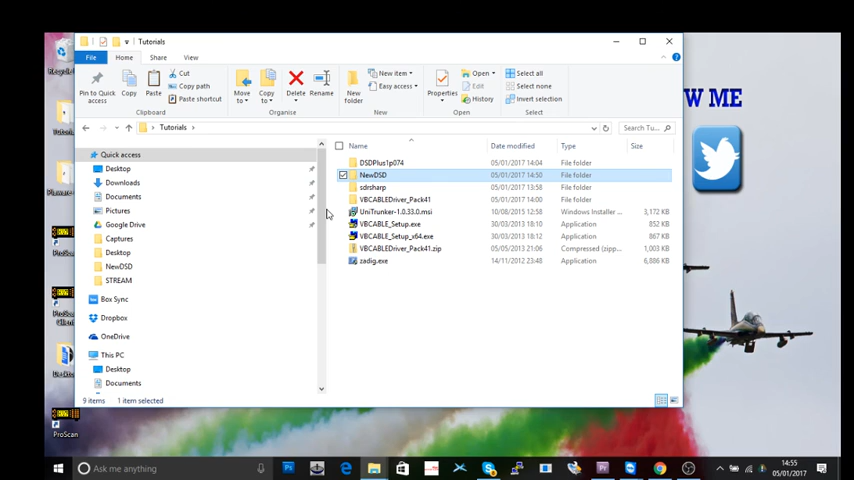 Tutorials
File Home Share View
Pin to Quick access
Copy
Paste
Cut
Copy path
Paste shortcut
Clipboard
Move to
Copy to
Delete
Rename
Organise
New folder
New item
Easy access
New
Properties
Open
Edit
History
Open
Select all
Select none
Invert selection
Select
Tutorials
Search Tu...
Quick access
Desktop
Downloads
Documents
Pictures
Google Drive
Captures
Desktop
NewDSD
STREAM
Box Sync
Dropbox
OneDrive
This PC
Desktop
Documents
Name Date modified Type Size
DSDPlus1p074 05/01/2017 14:04 File folder
NewDSD 05/01/2017 14:50 File folder
sdrsharp 05/01/2017 13:58 File folder
VBCABLEDriver_Pack41 05/01/2017 14:00 File folder
UniTrunker-1.0.33.0.msi 10/08/2015 12:58 Windows Installer ... 3,172 KB
VBCABLE_Setup.exe 30/03/2013 18:10 Application 852 KB
VBCABLE_Setup_x64.exe 30/03/2013 18:12 Application 867 KB
VBCABLEDriver_Pack41.zip 05/05/2013 21:06 Compressed (zipp... 1,003 KB
zadig.exe 14/11/2012 23:48 Application 6,886 KB
9 items 1 item selected
W ME
Recycle
Tutoria
ProSca
ProSca
Clien
Deskto
ProScan
Ask me anything
14:55
05/01/2017